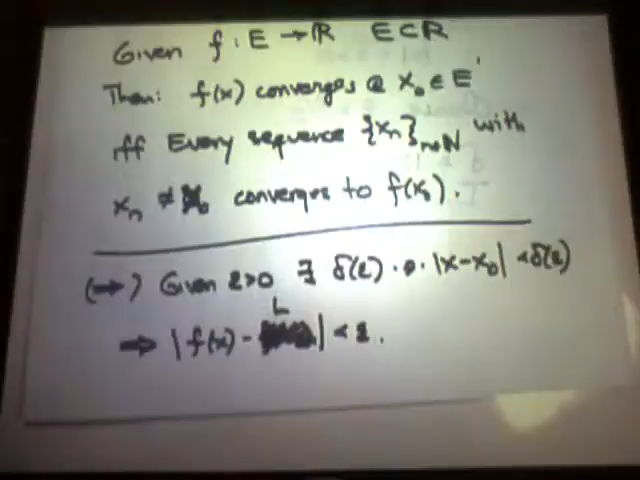 Given f : E → ℝ E ⊂ ℝ
Then: f(x) converges @ x₀ ∈ E'
iff Every sequence {xₙ}ₙ∈ℕ with
xₙ ≠ x₀ converges to f(x₀).
(→) Given ε>0 ∃ δ(ε) · ∋ · |x-x₀| < δ(ε)
⇒ |f(x) - L| < ε.